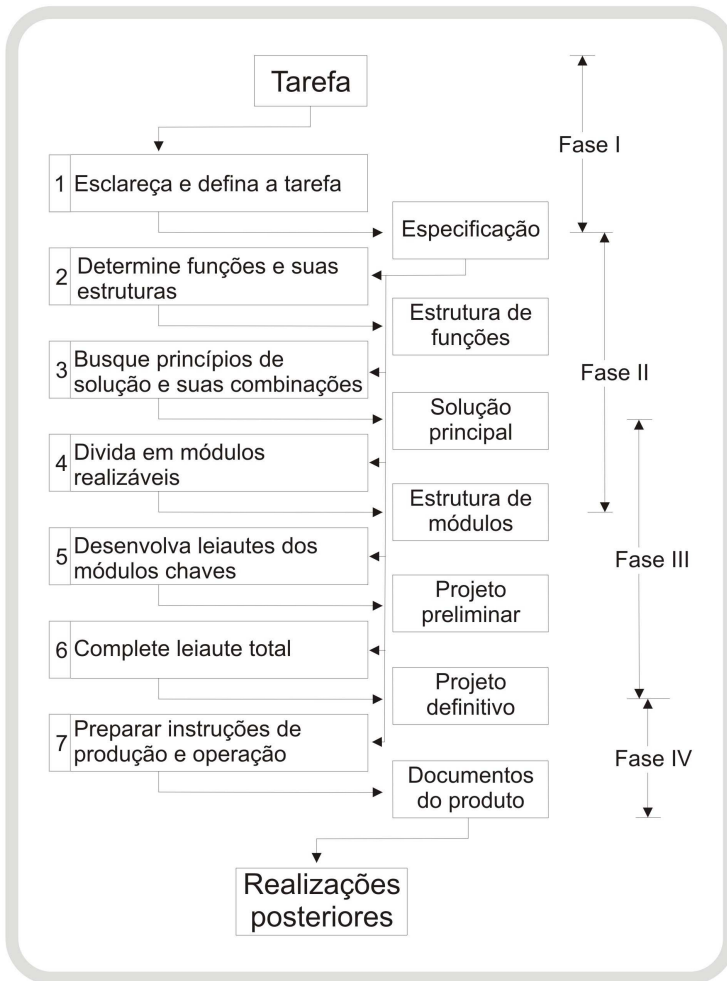 Tarefa
Fase I
1 Esclareça e defina a tarefa
Especificação
2 Determine funções e suas
estruturas
Estrutura de
funções
3 Busque princípios de
solução e suas combinações
Fase II
Solução
principal
4 Divida em módulos
realizáveis
Estrutura de
módulos
5 Desenvolva leiautes dos
módulos chaves
Fase III
Projeto
preliminar
6 Complete leiaute total
Projeto
definitivo
7 Preparar instruções de
produção e operação
Fase IV
Documentos
do produto
Realizações
posteriores